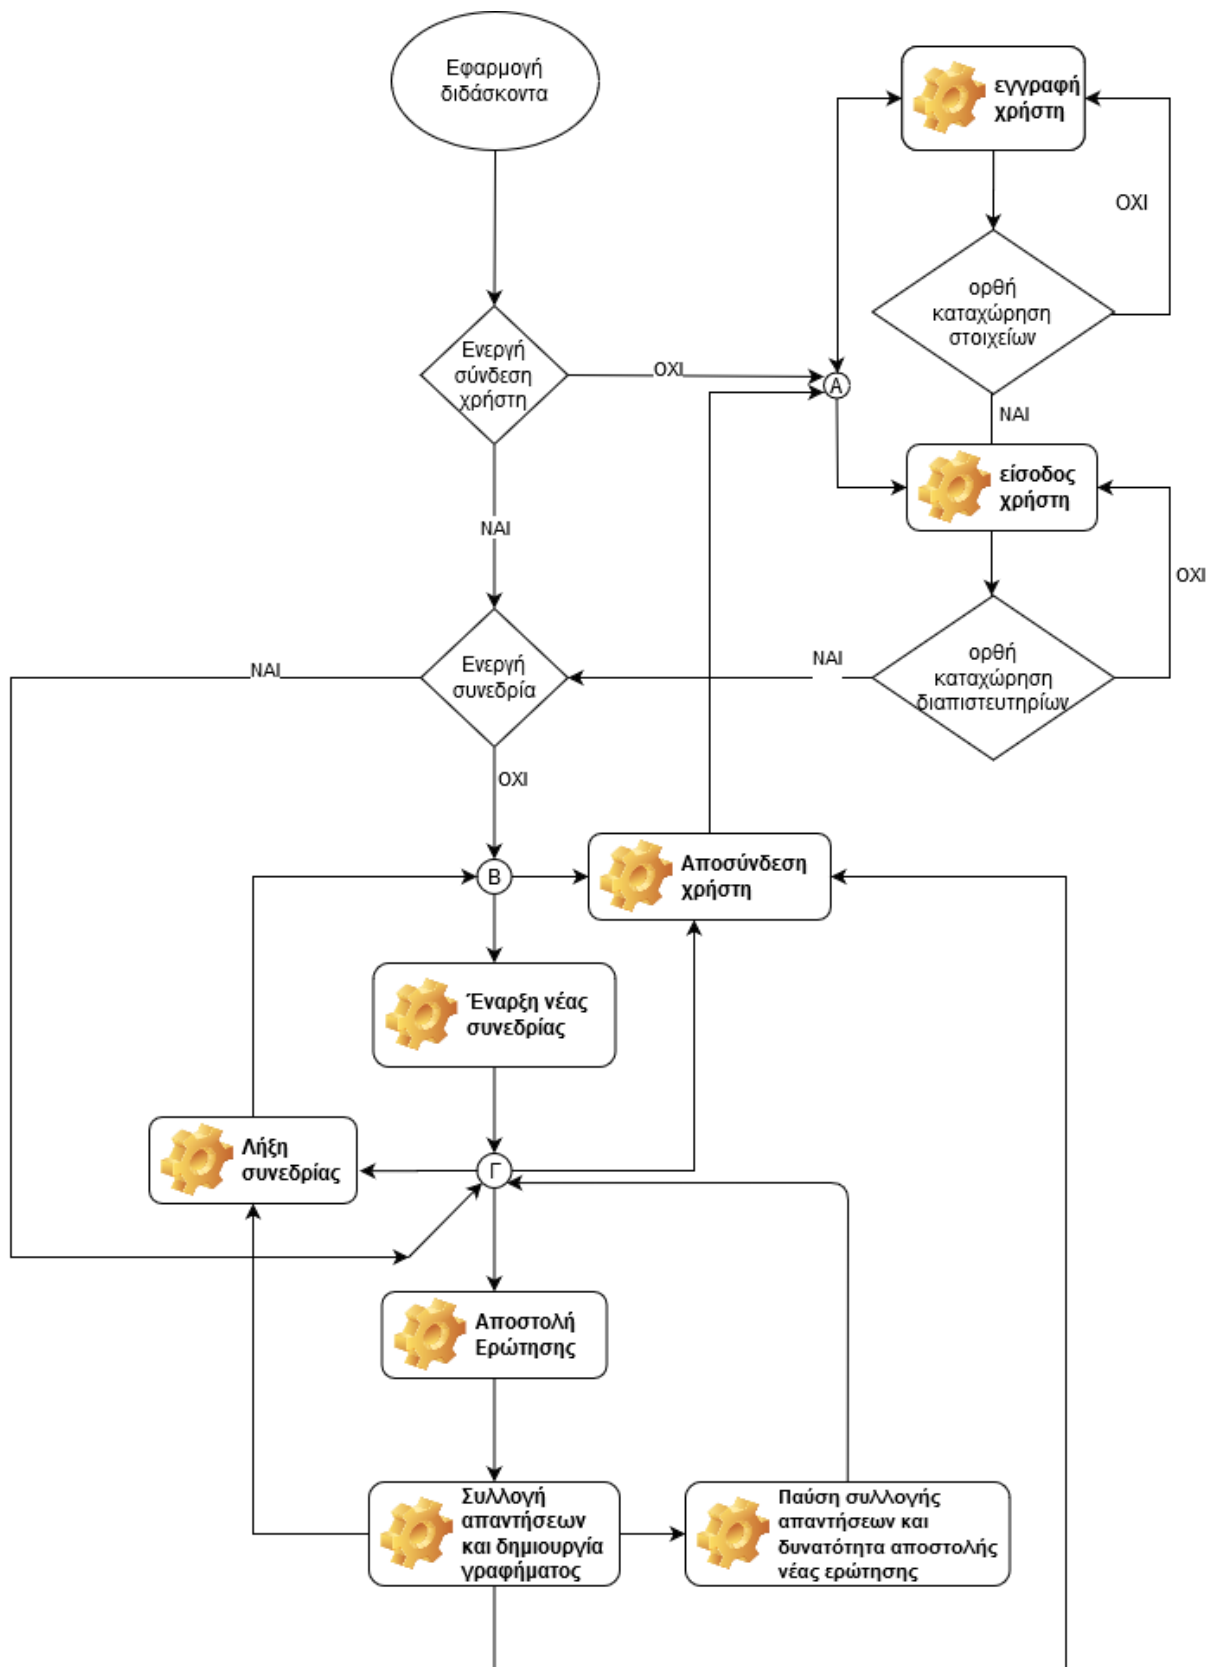 Εφαρμογή
διδάσκοντα
εγγραφή
χρήστη
ΟΧΙ
ορθή
καταχώρηση
στοιχείων
Ενεργή
σύνδεση
χρήστη
ΟΧΙ
Α
ΝΑΙ
είσοδος
χρήστη
ΝΑΙ
ΟΧΙ
ορθή
καταχώρηση
διαπιστευτηρίων
ΝΑΙ
Ενεργή
συνεδρία
ΝΑΙ
ΟΧΙ
Β
Αποσύνδεση
χρήστη
Έναρξη νέας
συνεδρίας
Λήξη
συνεδρίας
Γ
Αποστολή
Ερώτησης
Συλλογή
απαντήσεων
και δημιουργία
γραφήματος
Παύση συλλογής
απαντήσεων και
δυνατότητα αποστολής
νέας ερώτησης